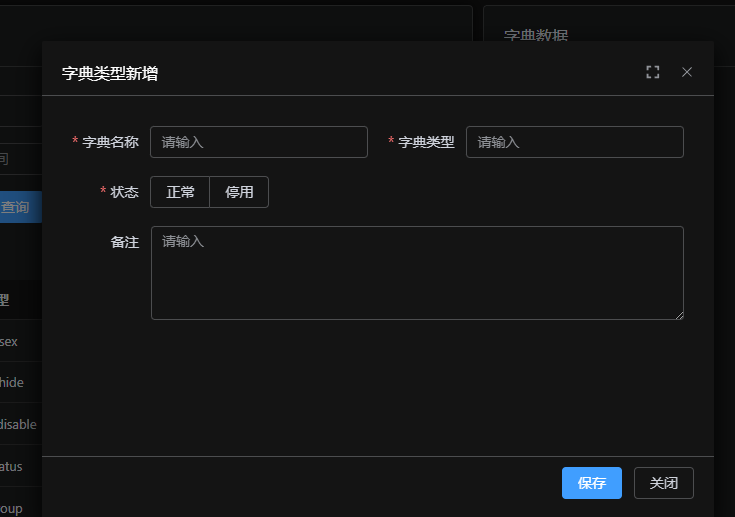 字典数据
字典类型新增
* 字典名称 请输入 * 字典类型 请输入
间
* 状态 正常 停用
查询
备注 请输入
型
sex
hide
disable
atus
oup
保存 关闭